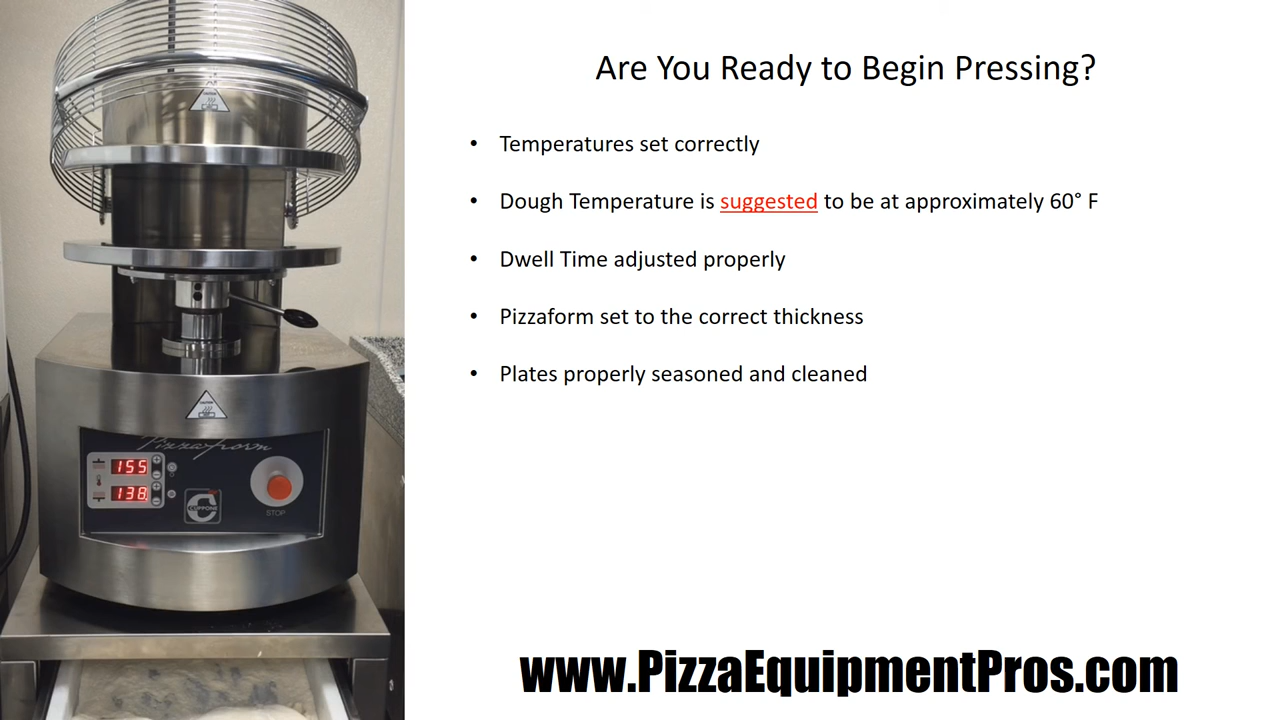 Are You Ready to Begin Pressing?
• Temperatures set correctly
• Dough Temperature is suggested to be at approximately 60° F
• Dwell Time adjusted properly
• Pizzaform set to the correct thickness
• Plates properly seasoned and cleaned
Pizzaform
155
138
CUPPONE
STOP
www.PizzaEquipmentPros.com